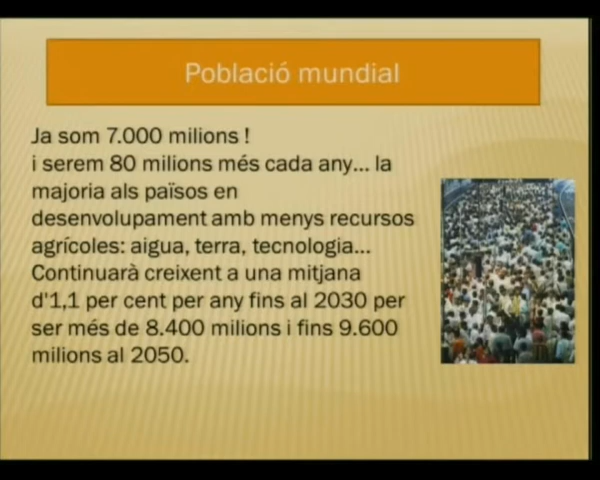 Població mundial
Ja som 7.000 milions !
i serem 80 milions més cada any... la
majoria als països en
desenvolupament amb menys recursos
agrícoles: aigua, terra, tecnologia...
Continuarà creixent a una mitjana
d'1,1 per cent per any fins al 2030 per
ser més de 8.400 milions i fins 9.600
milions al 2050.